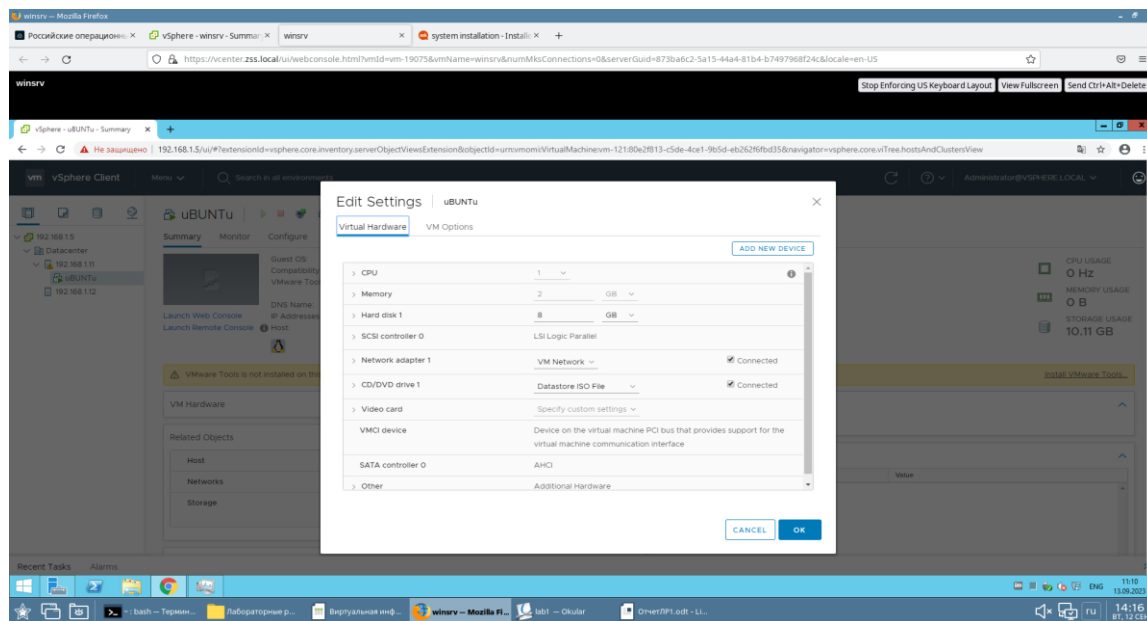 winsrv — Mozilla Firefox
Российские операционн
vSphere - winsrv - Summar
winsrv
system installation - Install
https://vcenter.zss.local/ui/webconsole.html?vmId=vm-19075&vmName=winsrv&numMksConnections=0&serverGuid=873ba6c2-5a15-44a4-81b4-b7497968f24c&locale=en-US
winsrv
Stop Enforcing US Keyboard Layout View Fullscreen Send Ctrl+Alt+Delete
vSphere - uBUNTu - Summary
Не защищено 192.168.1.5/ui/#?extensionId=vsphere.core.inventory.serverObjectViewsExtension&objectId=urn:vmomi:VirtualMachine:vm-121:80e2f813-c5de-4ce1-9b5d-eb262f6fbd35&navigator=vsphere.core.viTree.hostsAndClustersView
vm vSphere Client Menu Search in all environments Administrator@VSPHERE.LOCAL
192.168.1.5
Datacenter
192.168.1.11
uBUNTu
192.168.1.12
uBUNTu
Summary Monitor Configure
Guest OS:
Compatibility
VMware Tool
DNS Name:
IP Addresses
Host:
Launch Web Console
Launch Remote Console
CPU USAGE
0 Hz
MEMORY USAGE
0 B
STORAGE USAGE
10.11 GB
VMware Tools is not installed on this
Install VMware Tools...
VM Hardware
Related Objects
Host
Networks
Storage
Value
Edit Settings uBUNTu
Virtual Hardware VM Options
ADD NEW DEVICE
CPU 1
Memory 2 GB
Hard disk 1 8 GB
SCSI controller 0 LSI Logic Parallel
Network adapter 1 VM Network Connected
CD/DVD drive 1 Datastore ISO File Connected
Video card Specify custom settings
VMCI device Device on the virtual machine PCI bus that provides support for the
virtual machine communication interface
SATA controller 0 AHCI
Other Additional Hardware
CANCEL OK
Recent Tasks Alarms
ENG 11:10
13.09.2023
~ : bash — Термин... Лабораторные р... Виртуальная инф... winsrv — Mozilla Fi... lab1 — Okular ОтчетЛР1.odt - Li...
ru 14:16
ВТ, 12 СЕН